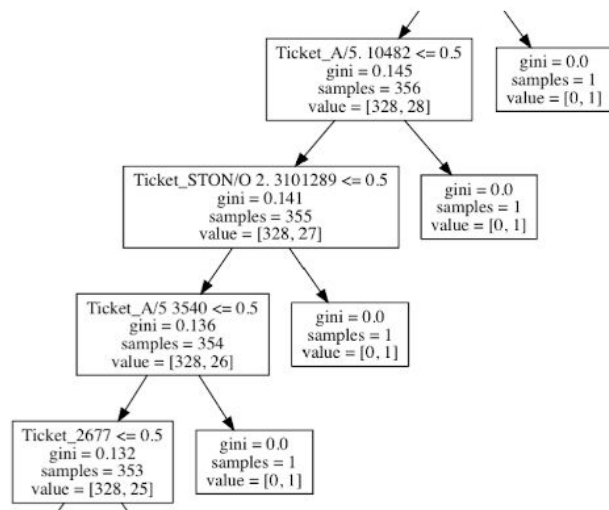 Ticket_A/5. 10482 <= 0.5
gini = 0.145
samples = 356
value = [328, 28]
gini = 0.0
samples = 1
value = [0, 1]
Ticket_STON/O 2. 3101289 <= 0.5
gini = 0.141
samples = 355
value = [328, 27]
gini = 0.0
samples = 1
value = [0, 1]
Ticket_A/5 3540 <= 0.5
gini = 0.136
samples = 354
value = [328, 26]
gini = 0.0
samples = 1
value = [0, 1]
Ticket_2677 <= 0.5
gini = 0.132
samples = 353
value = [328, 25]
gini = 0.0
samples = 1
value = [0, 1]